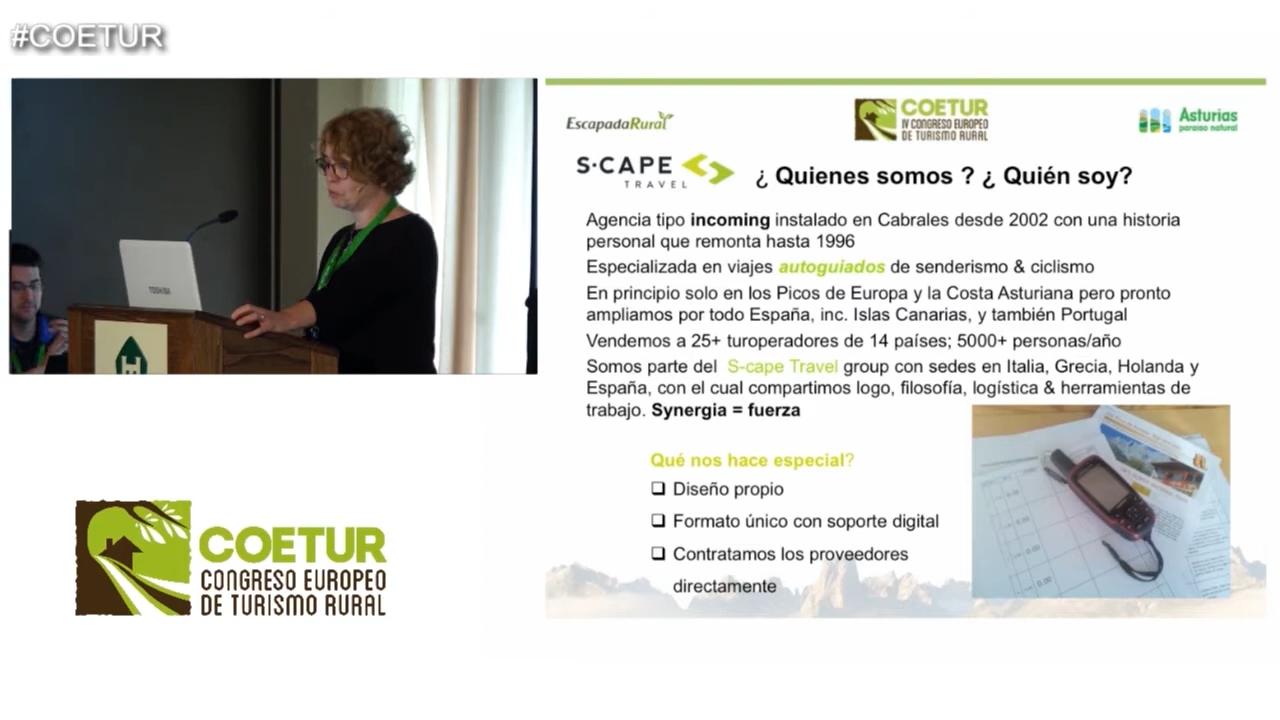 #COETUR
TOSHIBA
EscapadaRural
COETUR
IV CONGRESO EUROPEO
DE TURISMO RURAL
Asturias
paraíso natural
S·CAPE
TRAVEL
¿ Quienes somos ? ¿ Quién soy?
Agencia tipo incoming instalado en Cabrales desde 2002 con una historia
personal que remonta hasta 1996
Especializada en viajes autoguiados de senderismo & ciclismo
En principio solo en los Picos de Europa y la Costa Asturiana pero pronto
ampliamos por todo España, inc. Islas Canarias, y también Portugal
Vendemos a 25+ turoperadores de 14 países; 5000+ personas/año
Somos parte del S-cape Travel group con sedes en Italia, Grecia, Holanda y
España, con el cual compartimos logo, filosofía, logística & herramientas de
trabajo. Synergia = fuerza
Qué nos hace especial?
Diseño propio
Formato único con soporte digital
Contratamos los proveedores
directamente
COETUR
CONGRESO EUROPEO
DE TURISMO RURAL